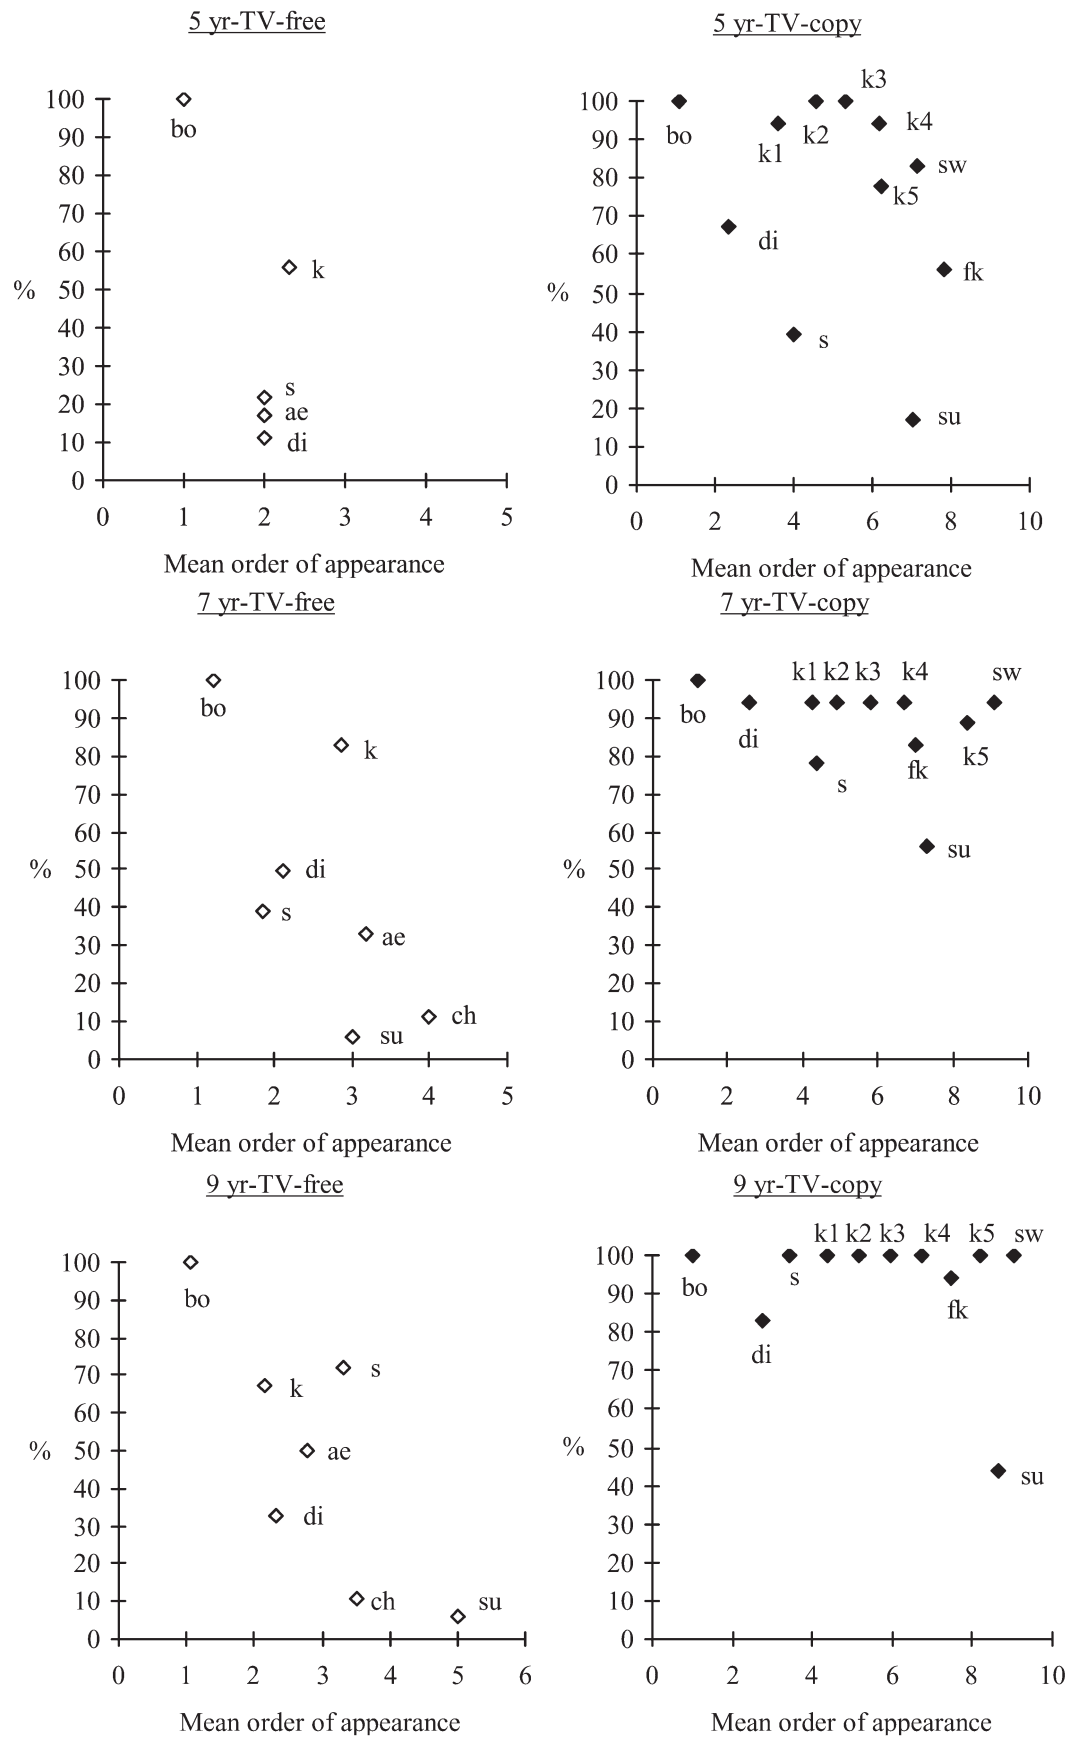 5 yr-TV-free
100
90
80
70
60
50
40
30
20
10
0
%
bo
k
s
ae
di
0 1 2 3 4 5
Mean order of appearance
5 yr-TV-copy
100
90
80
70
60
50
40
30
20
10
0
%
k3
bo
k1
k2
k4
sw
k5
di
fk
s
su
0 2 4 6 8 10
Mean order of appearance
7 yr-TV-free
100
90
80
70
60
50
40
30
20
10
0
%
bo
k
di
s
ae
ch
su
0 1 2 3 4 5
Mean order of appearance
7 yr-TV-copy
100
90
80
70
60
50
40
30
20
10
0
%
k1 k2 k3 k4 sw
bo
di
s
fk
k5
su
0 2 4 6 8 10
Mean order of appearance
9 yr-TV-free
100
90
80
70
60
50
40
30
20
10
0
%
bo
s
k
ae
di
ch
su
0 1 2 3 4 5 6
Mean order of appearance
9 yr-TV-copy
100
90
80
70
60
50
40
30
20
10
0
%
k1 k2 k3 k4 k5 sw
bo
s
fk
di
su
0 2 4 6 8 10
Mean order of appearance